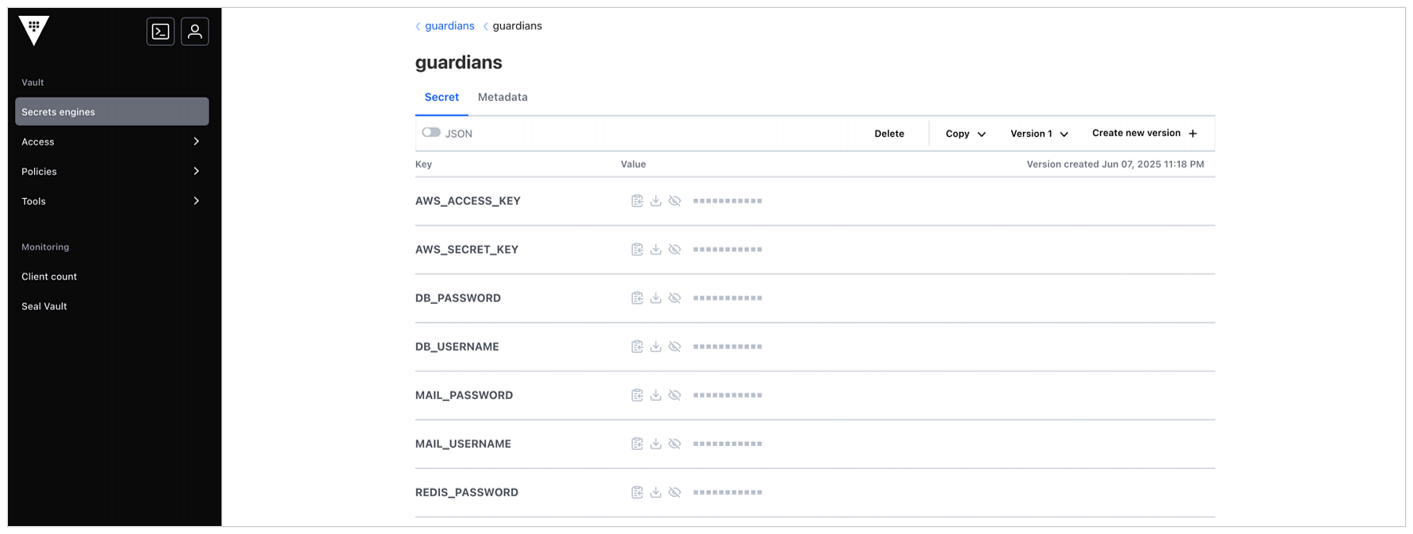 guardians guardians
guardians
Vault
Secrets engines
Access
Policies
Tools
Monitoring
Client count
Seal Vault
Secret Metadata
JSON Delete Copy Version 1 Create new version +
Key Value Version created Jun 07, 2025 11:18 PM
AWS_ACCESS_KEY
AWS_SECRET_KEY
DB_PASSWORD
DB_USERNAME
MAIL_PASSWORD
MAIL_USERNAME
REDIS_PASSWORD